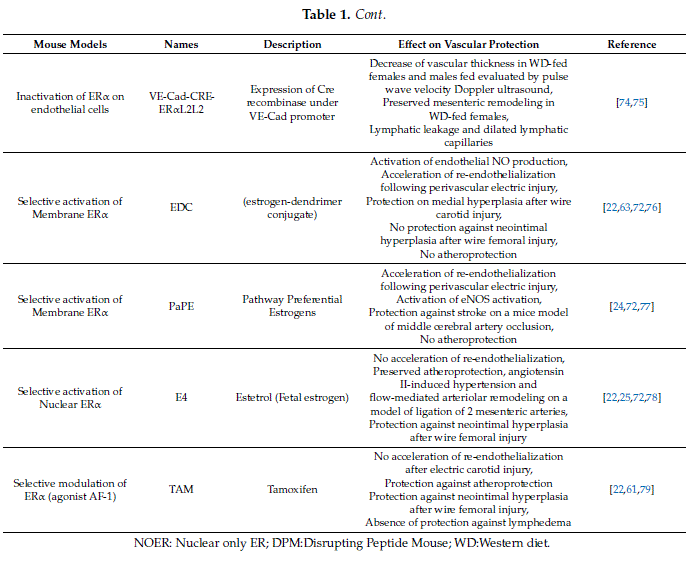 Table 1. Cont.
Mouse Models Names Description Effect on Vascular Protection Reference
Inactivation of ERα on
endothelial cells
VE-Cad-CRE-
ERαL2L2
Expression of Cre
recombinase under
VE-Cad promoter
Decrease of vascular thickness in WD-fed
females and males fed evaluated by pulse
wave velocity Doppler ultrasound,
Preserved mesenteric remodeling in
WD-fed females,
Lymphatic leakage and dilated lymphatic
capillaries
[74,75]
Selective activation of
Membrane ERα
EDC
(estrogen-dendrimer
conjugate)
Activation of endothelial NO production,
Acceleration of re-endothelialization
following perivascular electric injury,
Protection on medial hyperplasia after wire
carotid injury,
No protection against neointimal
hyperplasia after wire femoral injury,
No atheroprotection
[22,63,72,76]
Selective activation of
Membrane ERα
PaPE
Pathway Preferential
Estrogens
Acceleration of re-endothelialization
following perivascular electric injury,
Activation of eNOS activation,
Protection against stroke on a mice model
of middle cerebral artery occlusion,
No atheroprotection
[24,72,77]
Selective activation of
Nuclear ERα
E4
Estetrol (Fetal estrogen)
No acceleration of re-endothelialization,
Preserved atheroprotection, angiotensin
II-induced hypertension and
flow-mediated arteriolar remodeling on a
model of ligation of 2 mesenteric arteries,
Protection against neointimal hyperplasia
after wire femoral injury
[22,25,72,78]
Selective modulation of
ERα (agonist AF-1)
TAM
Tamoxifen
No acceleration of re-endothelialization
after electric carotid injury,
Protection against atheroprotection
Protection against neointimal hyperplasia
after wire femoral injury,
Absence of protection against lymphedema
[22,61,79]
NOER: Nuclear only ER; DPM:Disrupting Peptide Mouse; WD:Western diet.